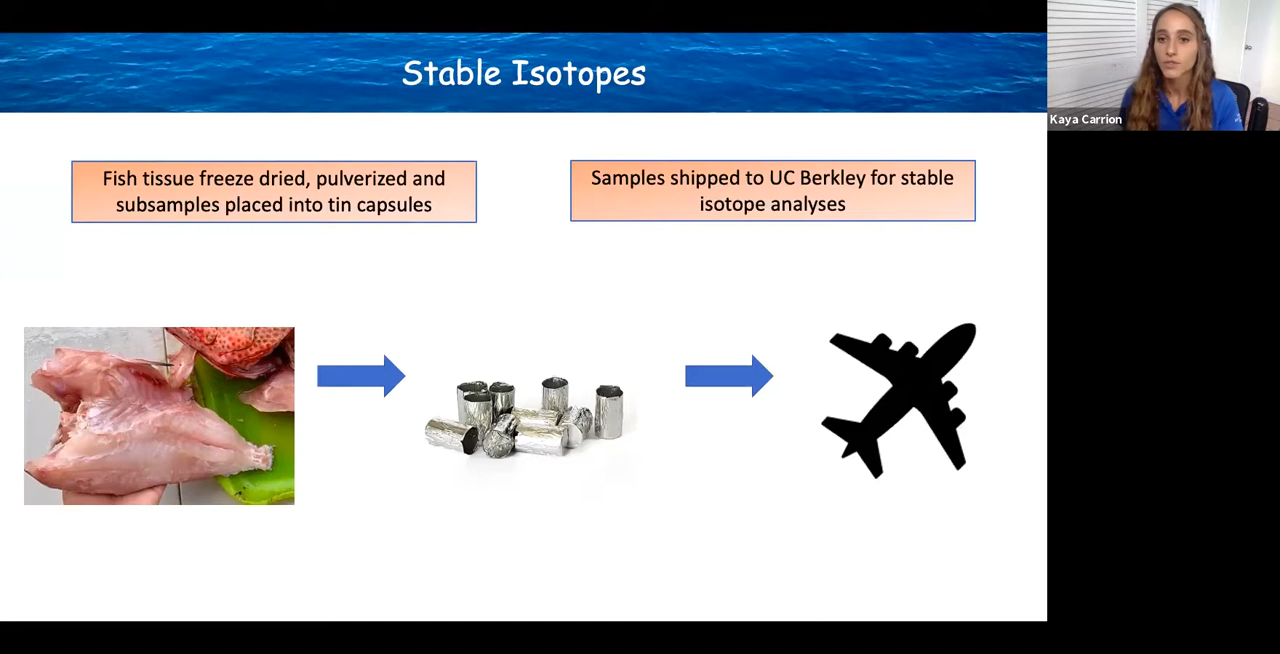 Stable Isotopes
Kaya Carrion
Fish tissue freeze dried, pulverized and
subsamples placed into tin capsules
Samples shipped to UC Berkley for stable
isotope analyses